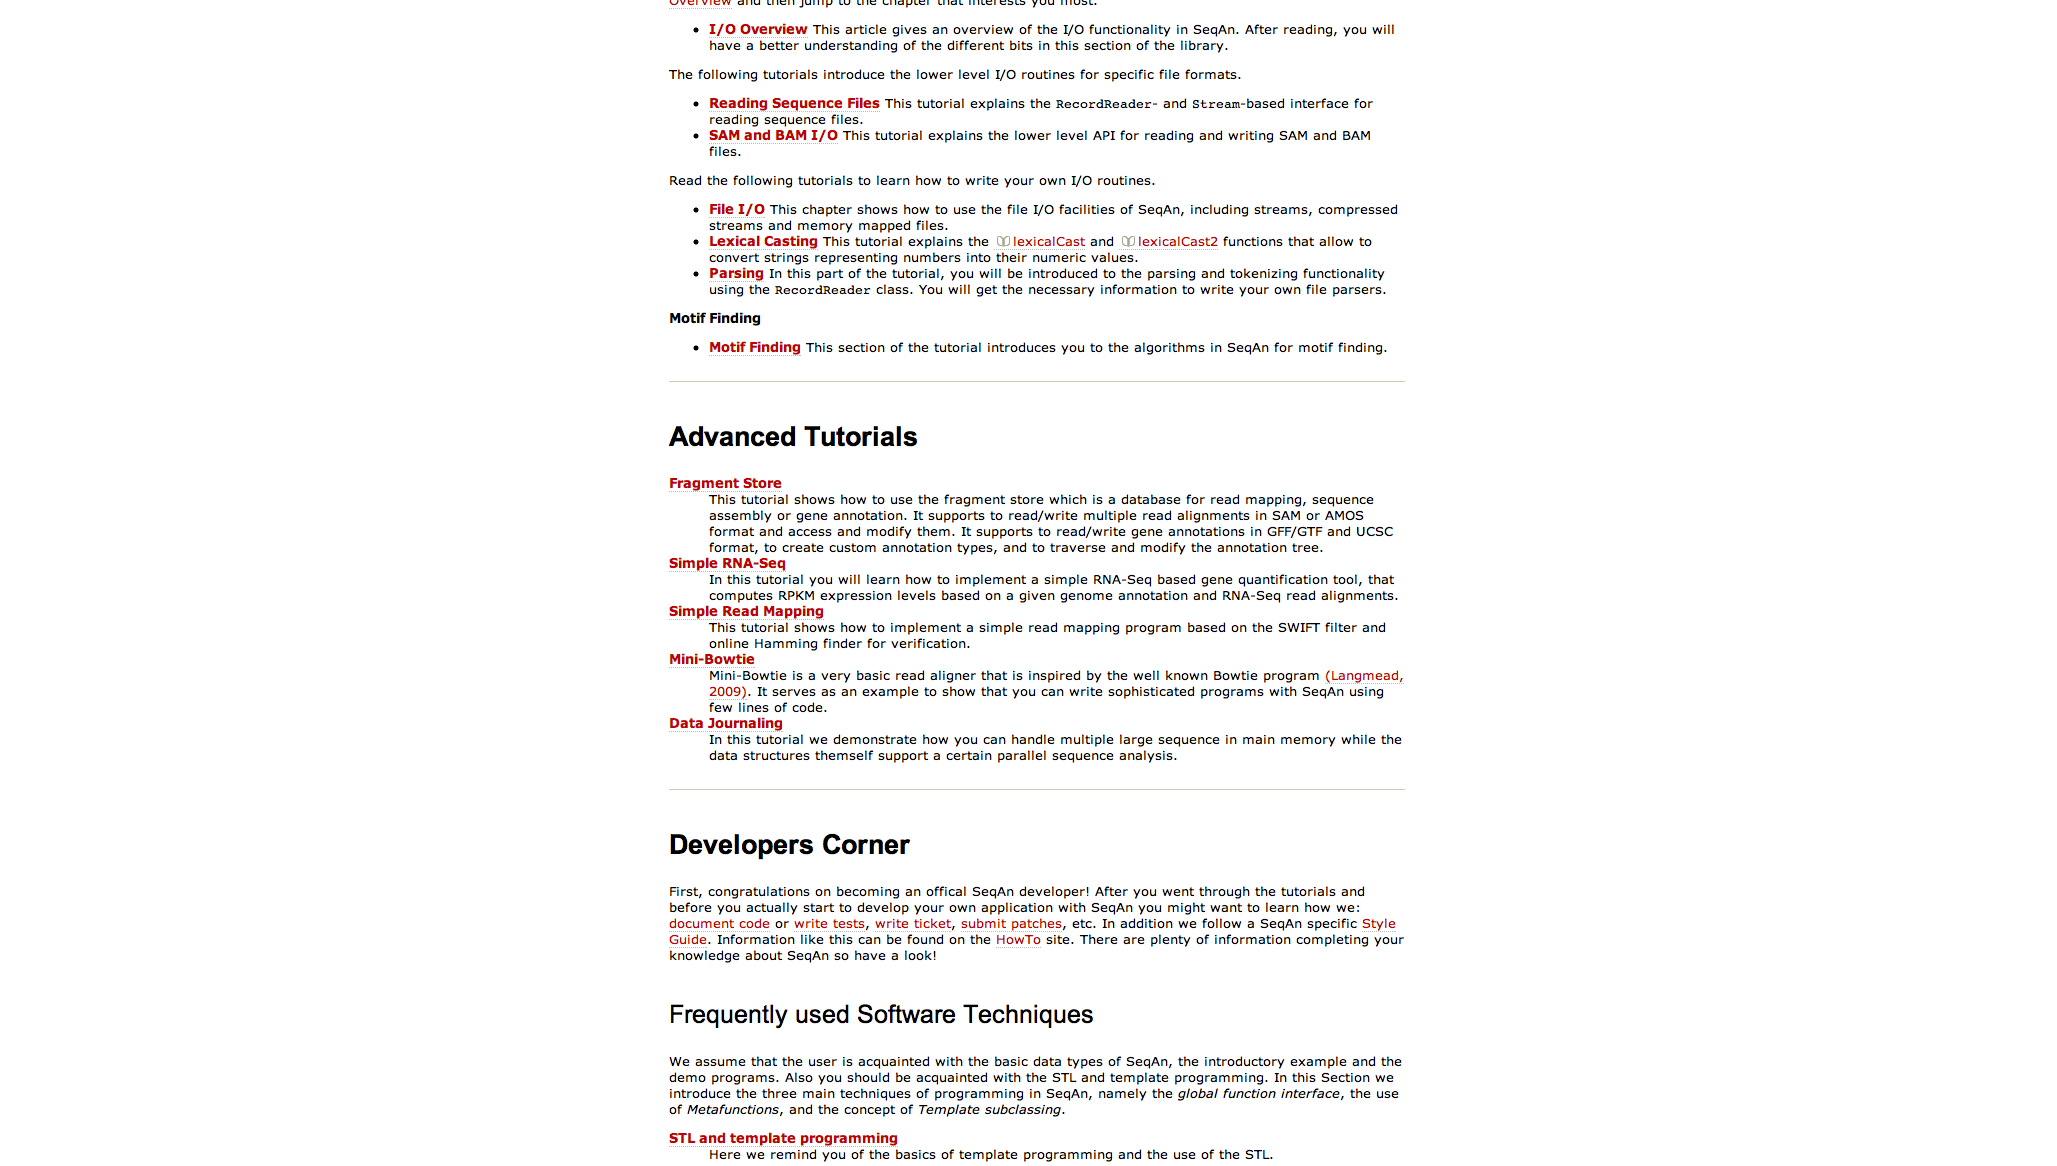 Overview and then jump to the chapter that interests you most.
• I/O Overview This article gives an overview of the I/O functionality in SeqAn. After reading, you will
have a better understanding of the different bits in this section of the library.
The following tutorials introduce the lower level I/O routines for specific file formats.
• Reading Sequence Files This tutorial explains the RecordReader- and Stream-based interface for
reading sequence files.
• SAM and BAM I/O This tutorial explains the lower level API for reading and writing SAM and BAM
files.
Read the following tutorials to learn how to write your own I/O routines.
• File I/O This chapter shows how to use the file I/O facilities of SeqAn, including streams, compressed
streams and memory mapped files.
• Lexical Casting This tutorial explains the lexicalCast and lexicalCast2 functions that allow to
convert strings representing numbers into their numeric values.
• Parsing In this part of the tutorial, you will be introduced to the parsing and tokenizing functionality
using the RecordReader class. You will get the necessary information to write your own file parsers.
Motif Finding
• Motif Finding This section of the tutorial introduces you to the algorithms in SeqAn for motif finding.
Advanced Tutorials
Fragment Store
This tutorial shows how to use the fragment store which is a database for read mapping, sequence
assembly or gene annotation. It supports to read/write multiple read alignments in SAM or AMOS
format and access and modify them. It supports to read/write gene annotations in GFF/GTF and UCSC
format, to create custom annotation types, and to traverse and modify the annotation tree.
Simple RNA-Seq
In this tutorial you will learn how to implement a simple RNA-Seq based gene quantification tool, that
computes RPKM expression levels based on a given genome annotation and RNA-Seq read alignments.
Simple Read Mapping
This tutorial shows how to implement a simple read mapping program based on the SWIFT filter and
online Hamming finder for verification.
Mini-Bowtie
Mini-Bowtie is a very basic read aligner that is inspired by the well known Bowtie program (Langmead,
2009). It serves as an example to show that you can write sophisticated programs with SeqAn using
few lines of code.
Data Journaling
In this tutorial we demonstrate how you can handle multiple large sequence in main memory while the
data structures themself support a certain parallel sequence analysis.
Developers Corner
First, congratulations on becoming an offical SeqAn developer! After you went through the tutorials and
before you actually start to develop your own application with SeqAn you might want to learn how we:
document code or write tests, write ticket, submit patches, etc. In addition we follow a SeqAn specific Style
Guide. Information like this can be found on the HowTo site. There are plenty of information completing your
knowledge about SeqAn so have a look!
Frequently used Software Techniques
We assume that the user is acquainted with the basic data types of SeqAn, the introductory example and the
demo programs. Also you should be acquainted with the STL and template programming. In this Section we
introduce the three main techniques of programming in SeqAn, namely the global function interface, the use
of Metafunctions, and the concept of Template subclassing.
STL and template programming
Here we remind you of the basics of template programming and the use of the STL.